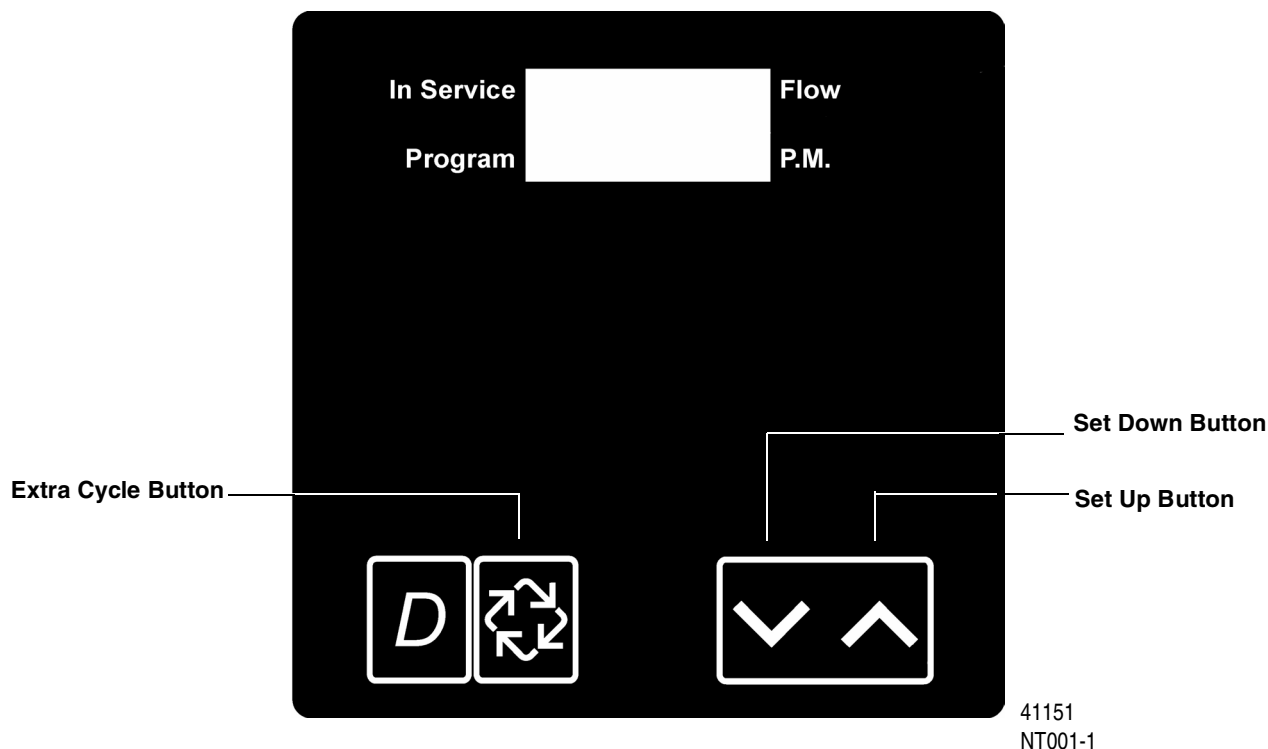 In Service
Flow
Program
P.M.
Set Down Button
Extra Cycle Button
Set Up Button
D
41151
NT001-1